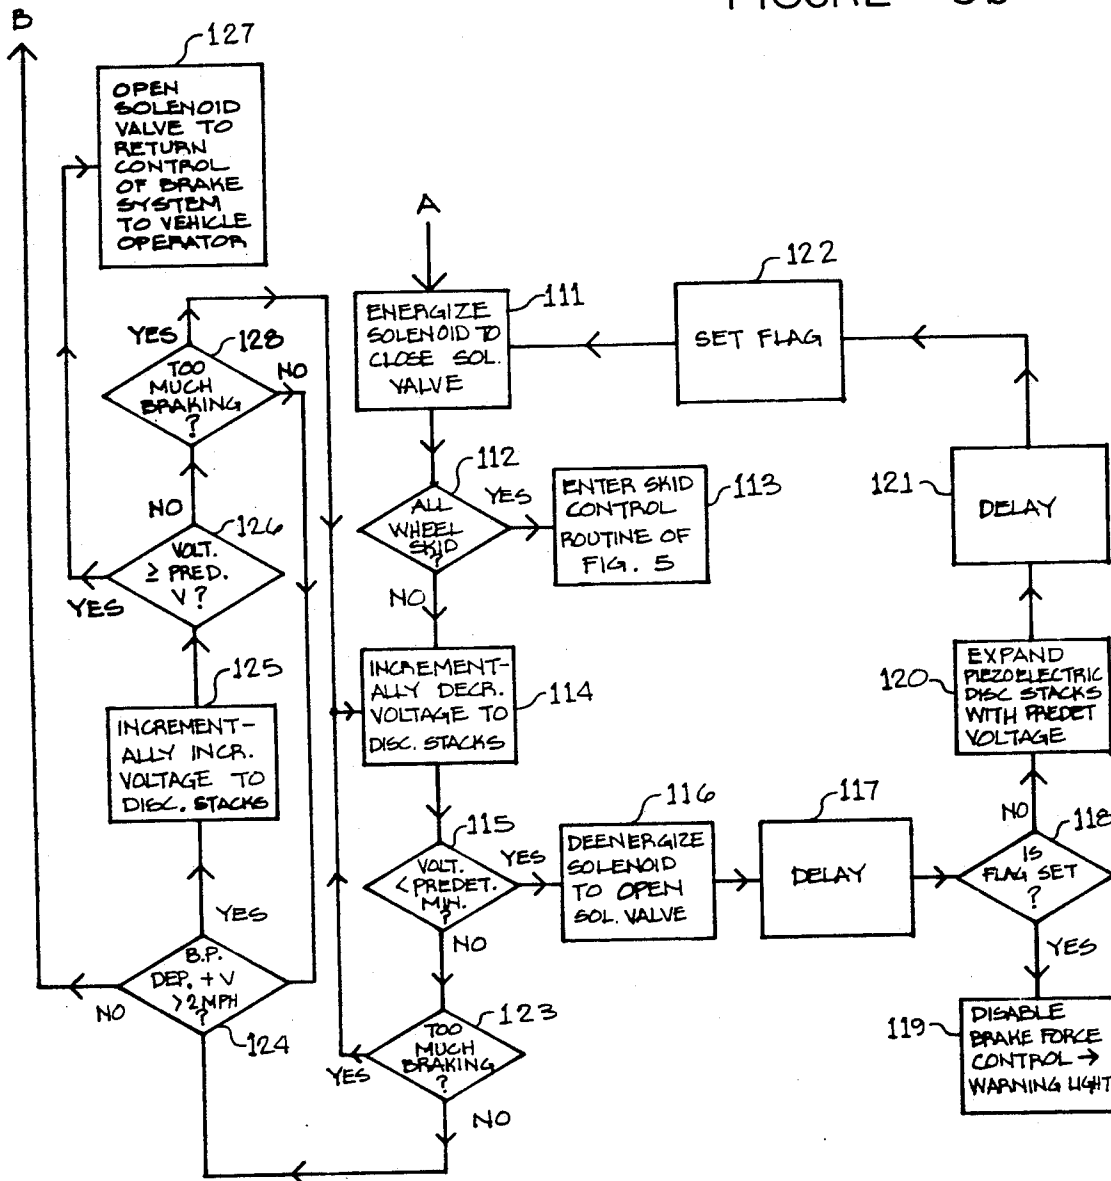 B
127
OPEN
SOLENOID
VALVE TO
RETURN
CONTROL
OF BRAKE
SYSTEM
TO VEHICLE
OPERATOR
A
122
SET FLAG
111
ENERGIZE
SOLENOID TO
CLOSE SOL.
VALVE
YES
128
TOO
MUCH
BRAKING
?
NO
112
ALL
WHEEL
SKID
?
YES
ENTER SKID
CONTROL
ROUTINE OF
FIG. 5
113
121
DELAY
NO
126
VOLT.
≥ PRED.
V?
YES
NO
125
INCREMENT-
ALLY INCR.
VOLTAGE TO
DISC. STACKS
INCREMENT-
ALLY DECR.
VOLTAGE TO
DISC. STACKS
114
120
EXPAND
PIEZOELECTRIC
DISC STACKS
WITH PREDET
VOLTAGE
NO
115
VOLT.
< PREDET.
MIN.
?
YES
116
DEENERGIZE
SOLENOID
TO OPEN
SOL. VALVE
117
DELAY
118
IS
FLAG SET
?
YES
NO
YES
B.P.
DEP. + V
>2MPH
?
NO
124
123
TOO
MUCH
BRAKING
?
YES
NO
119
DISABLE
BRAKE FORCE
CONTROL →
WARNING LIGHT